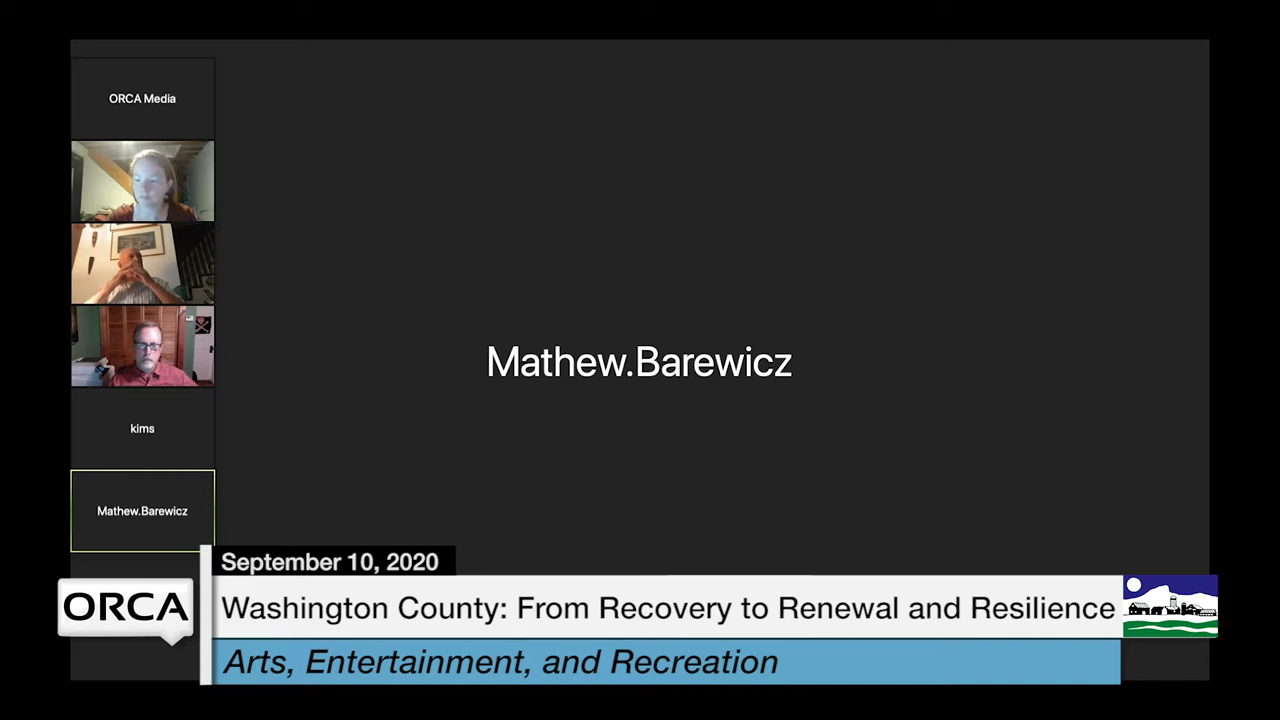 ORCA Media
kims
Mathew.Barewicz
Mathew.Barewicz
September 10, 2020
ORCA
Washington County: From Recovery to Renewal and Resilience
Arts, Entertainment, and Recreation